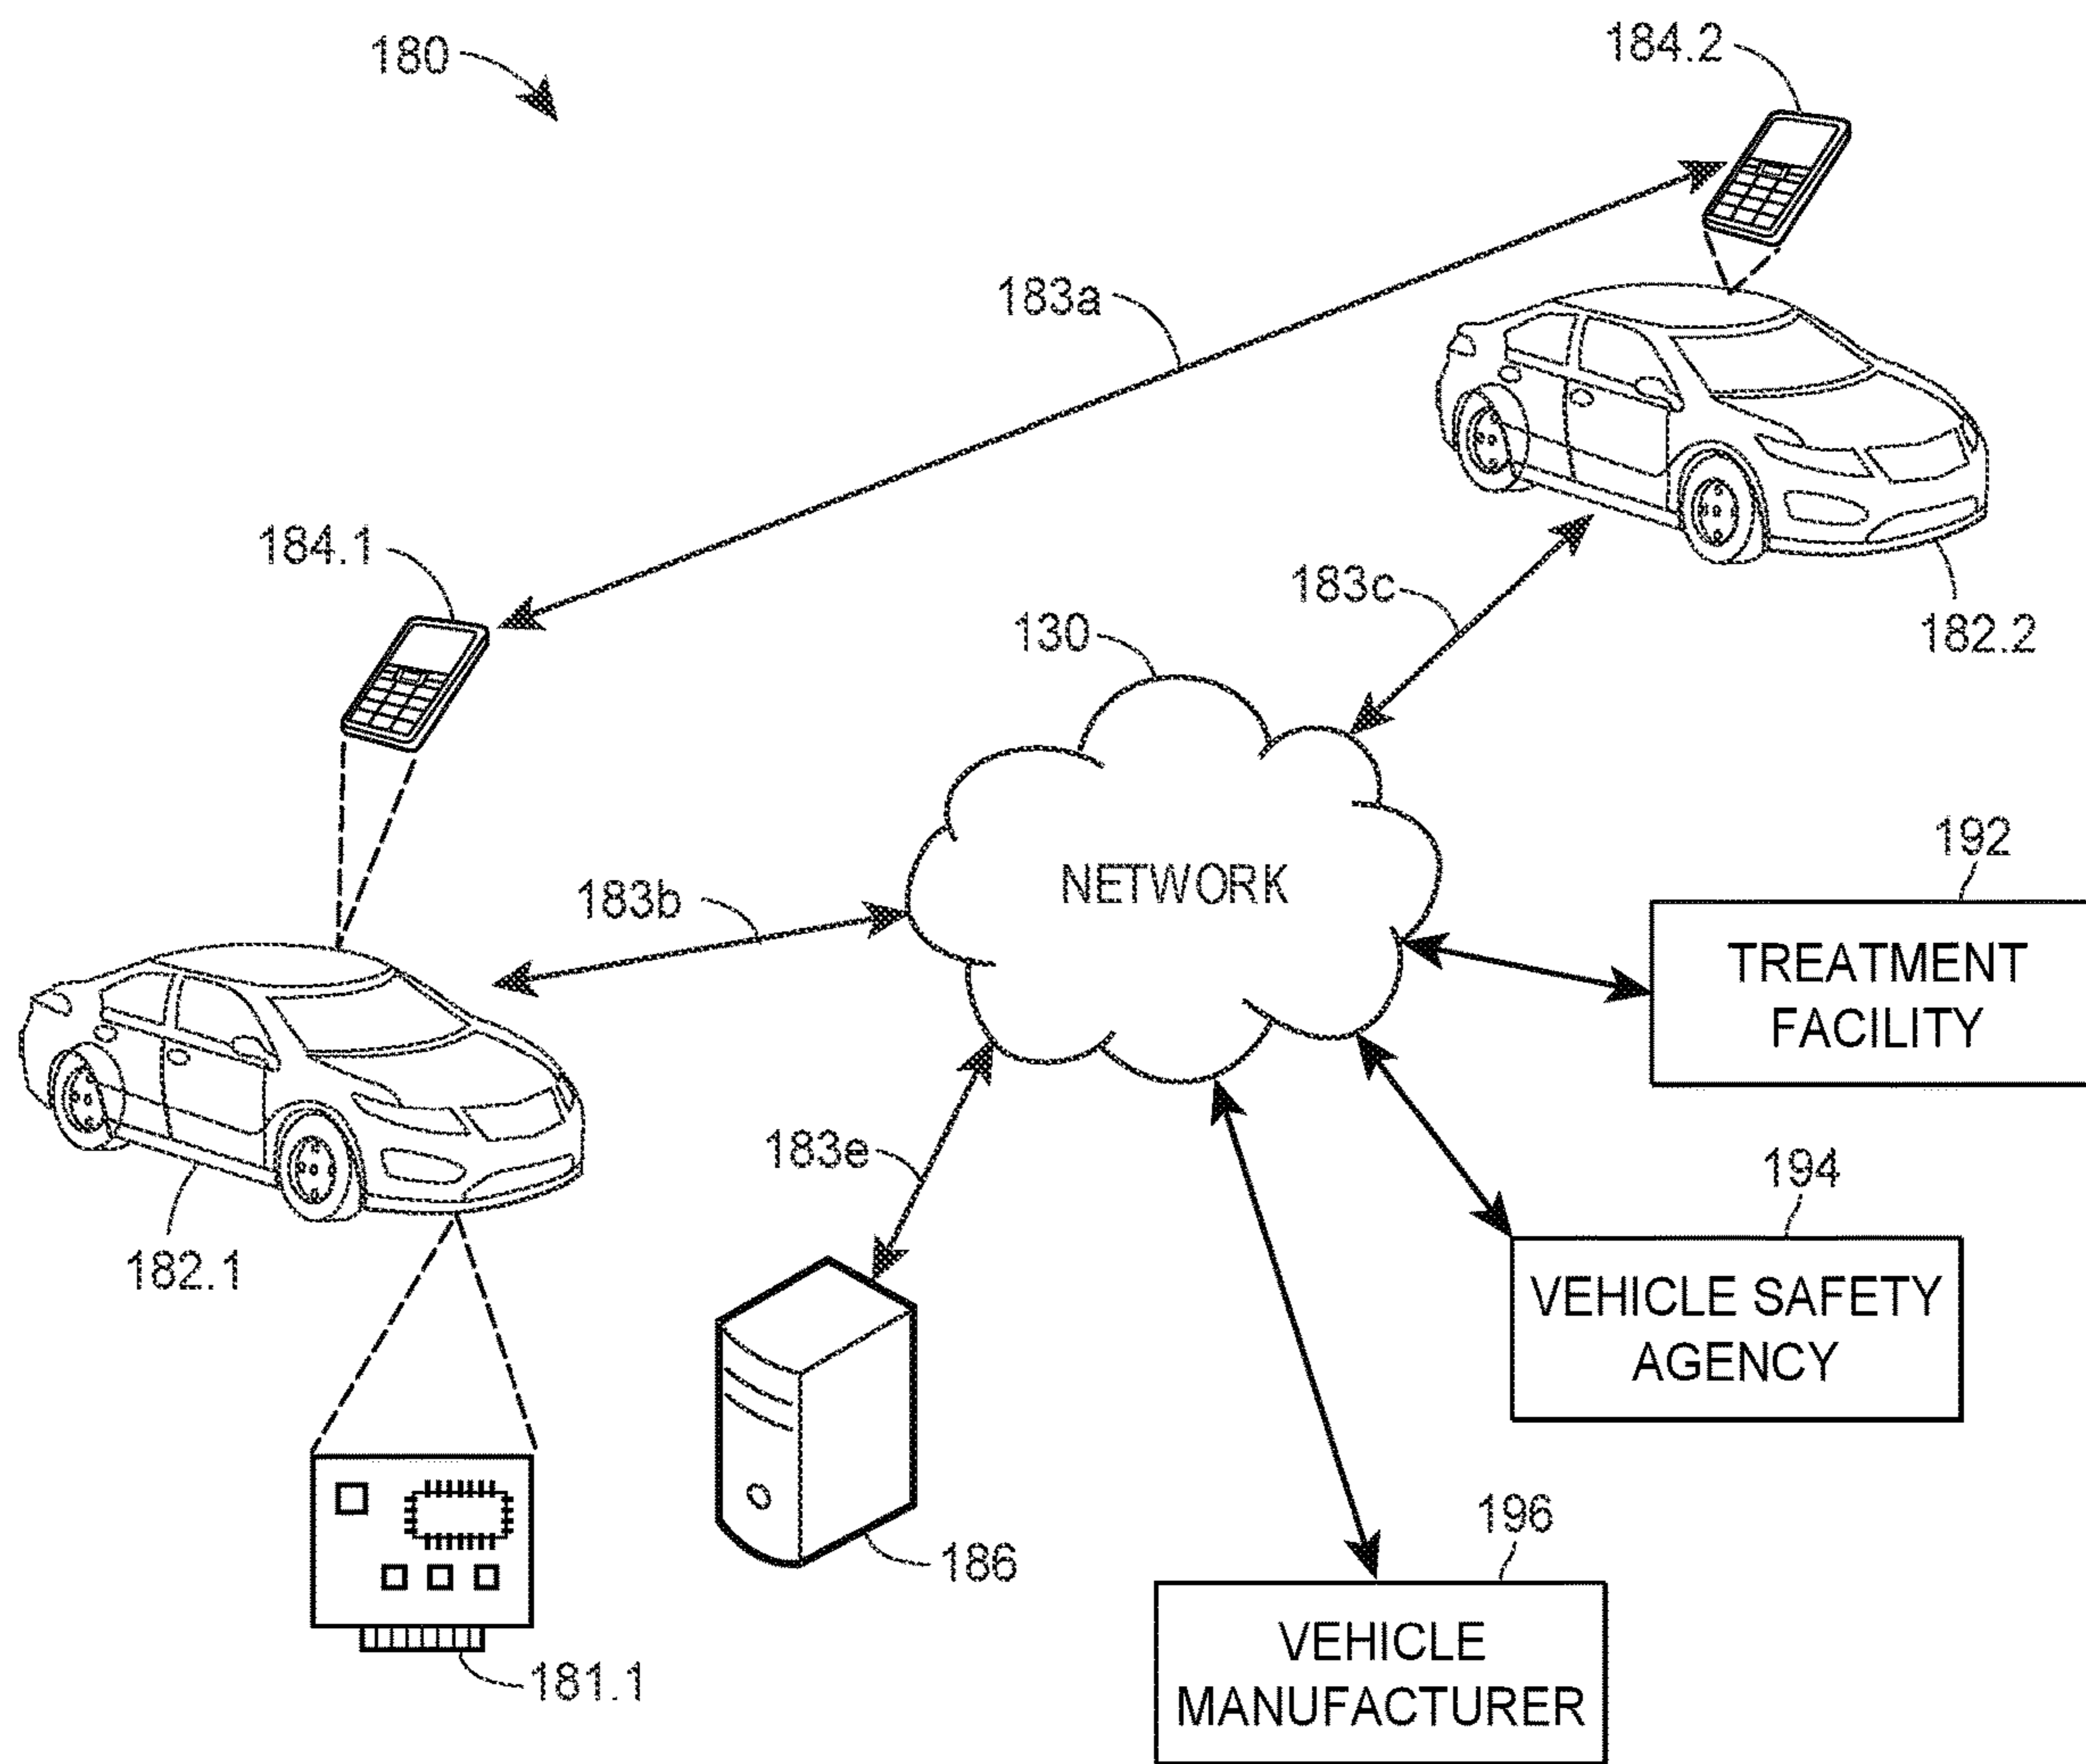 180
184.2
183a
184.1
183c
182.2
130
NETWORK
192
183b
TREATMENT
FACILITY
183e
194
182.1
VEHICLE SAFETY
AGENCY
196
186
VEHICLE
MANUFACTURER
181.1